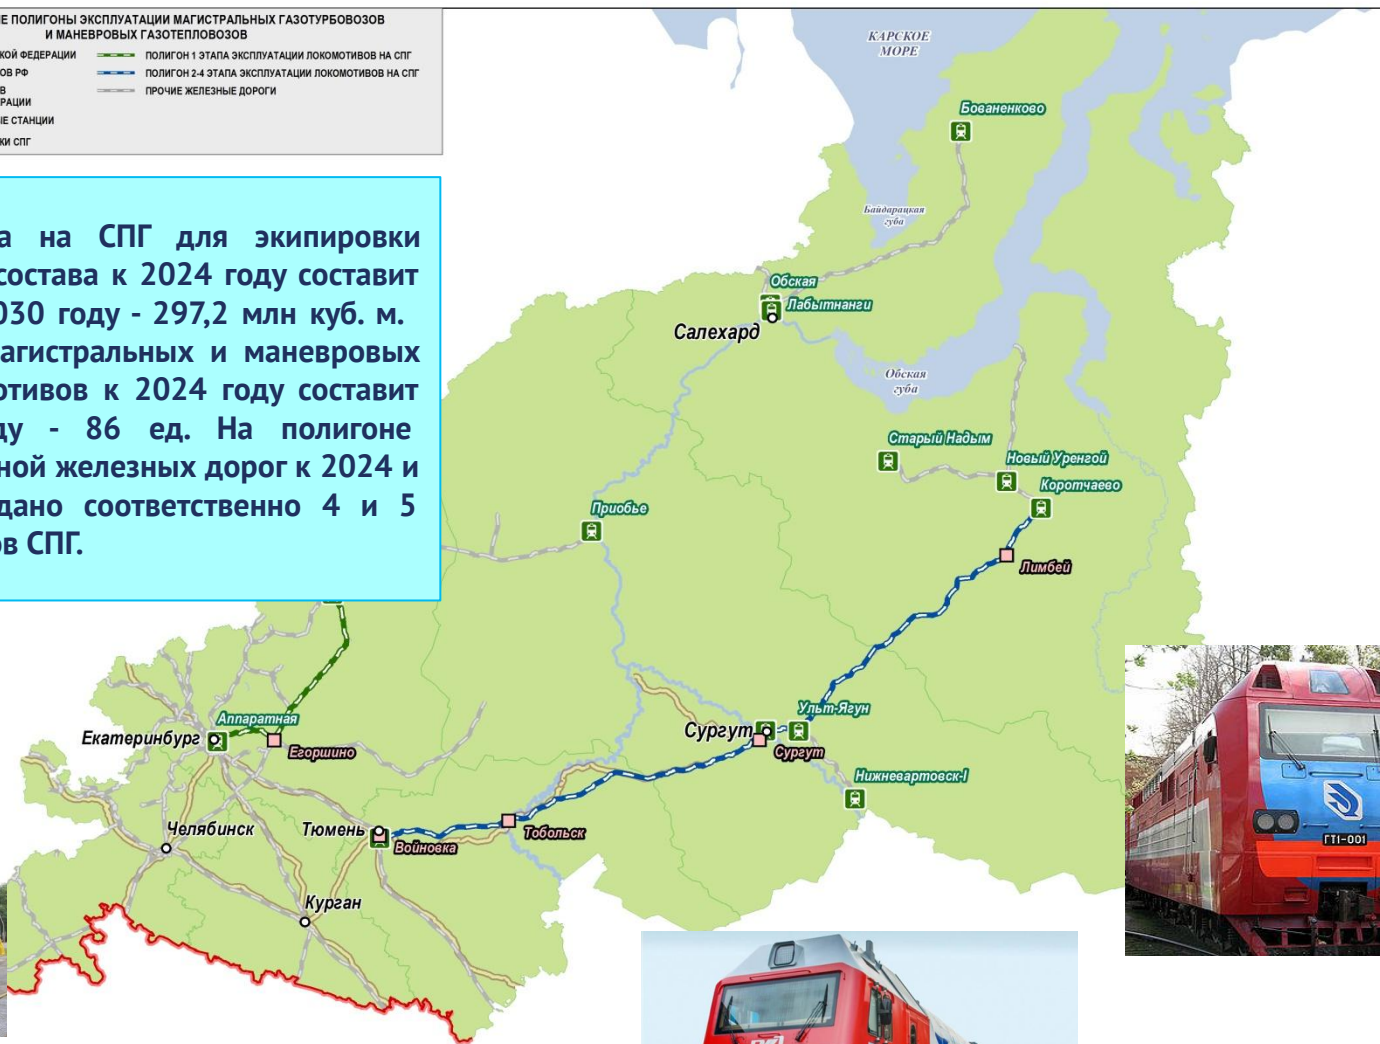 Е ПОЛИГОНЫ ЭКСПЛУАТАЦИИ МАГИСТРАЛЬНЫХ ГАЗОТУРБОВОЗОВ
И МАНЕВРОВЫХ ГАЗОТЕПЛОВОЗОВ
КОЙ ФЕДЕРАЦИИ
ОВ РФ
В
РАЦИИ
ЫЕ СТАНЦИИ
КИ СПГ
ПОЛИГОН 1 ЭТАПА ЭКСПЛУАТАЦИИ ЛОКОМОТИВОВ НА СПГ
ПОЛИГОН 2-4 ЭТАПА ЭКСПЛУАТАЦИИ ЛОКОМОТИВОВ НА СПГ
ПРОЧИЕ ЖЕЛЕЗНЫЕ ДОРОГИ
а на СПГ для экипировки
состава к 2024 году составит
030 году - 297,2 млн куб. м.
агистральных и маневровых
отивов к 2024 году составит
ду - 86 ед. На полигоне
ной железных дорог к 2024 и
дано соответственно 4 и 5
ов СПГ.
КАРСКОЕ
МОРЕ
Бованенково
Байдарацкая
губа
Обская
Лабытнанги
Салехард
Обская
губа
Старый Надым
Новый Уренгой
Коротчаево
Приобье
Лимбей
Ульт-Ягун
Сургут
Сургут
Нижневартовск-I
Аппаратная
Екатеринбург
Егоршино
Челябинск
Тюмень
Войновка
Тобольск
Курган
ГТ1-001